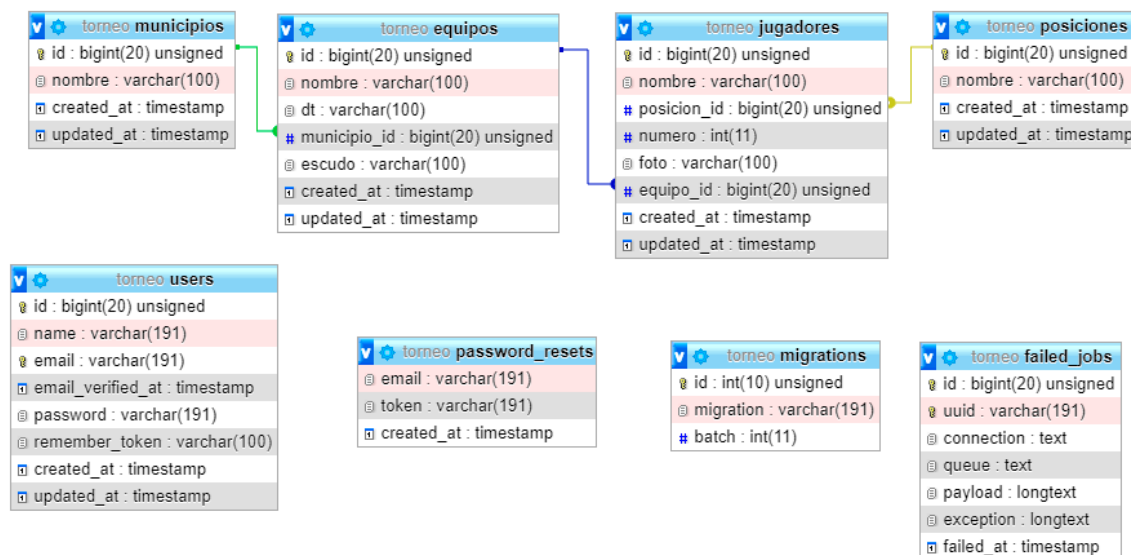 torneo municipios
id : bigint(20) unsigned
nombre : varchar(100)
created_at : timestamp
updated_at : timestamp
torneo equipos
id : bigint(20) unsigned
nombre : varchar(100)
dt : varchar(100)
municipio_id : bigint(20) unsigned
escudo : varchar(100)
created_at : timestamp
updated_at : timestamp
torneo jugadores
id : bigint(20) unsigned
nombre : varchar(100)
posicion_id : bigint(20) unsigned
numero : int(11)
foto : varchar(100)
equipo_id : bigint(20) unsigned
created_at : timestamp
updated_at : timestamp
torneo posiciones
id : bigint(20) unsigned
nombre : varchar(100)
created_at : timestamp
updated_at : timestamp
torneo users
id : bigint(20) unsigned
name : varchar(191)
email : varchar(191)
email_verified_at : timestamp
password : varchar(191)
remember_token : varchar(100)
created_at : timestamp
updated_at : timestamp
torneo password_resets
email : varchar(191)
token : varchar(191)
created_at : timestamp
torneo migrations
id : int(10) unsigned
migration : varchar(191)
batch : int(11)
torneo failed_jobs
id : bigint(20) unsigned
uuid : varchar(191)
connection : text
queue : text
payload : longtext
exception : longtext
failed_at : timestamp